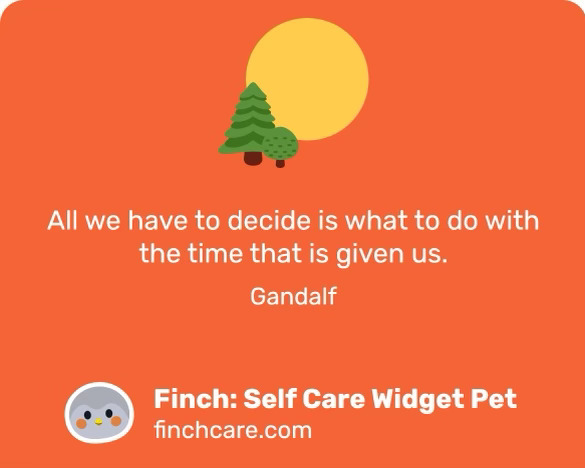 All we have to decide is what to do with
the time that is given us.
Gandalf
Finch: Self Care Widget Pet
finchcare.com